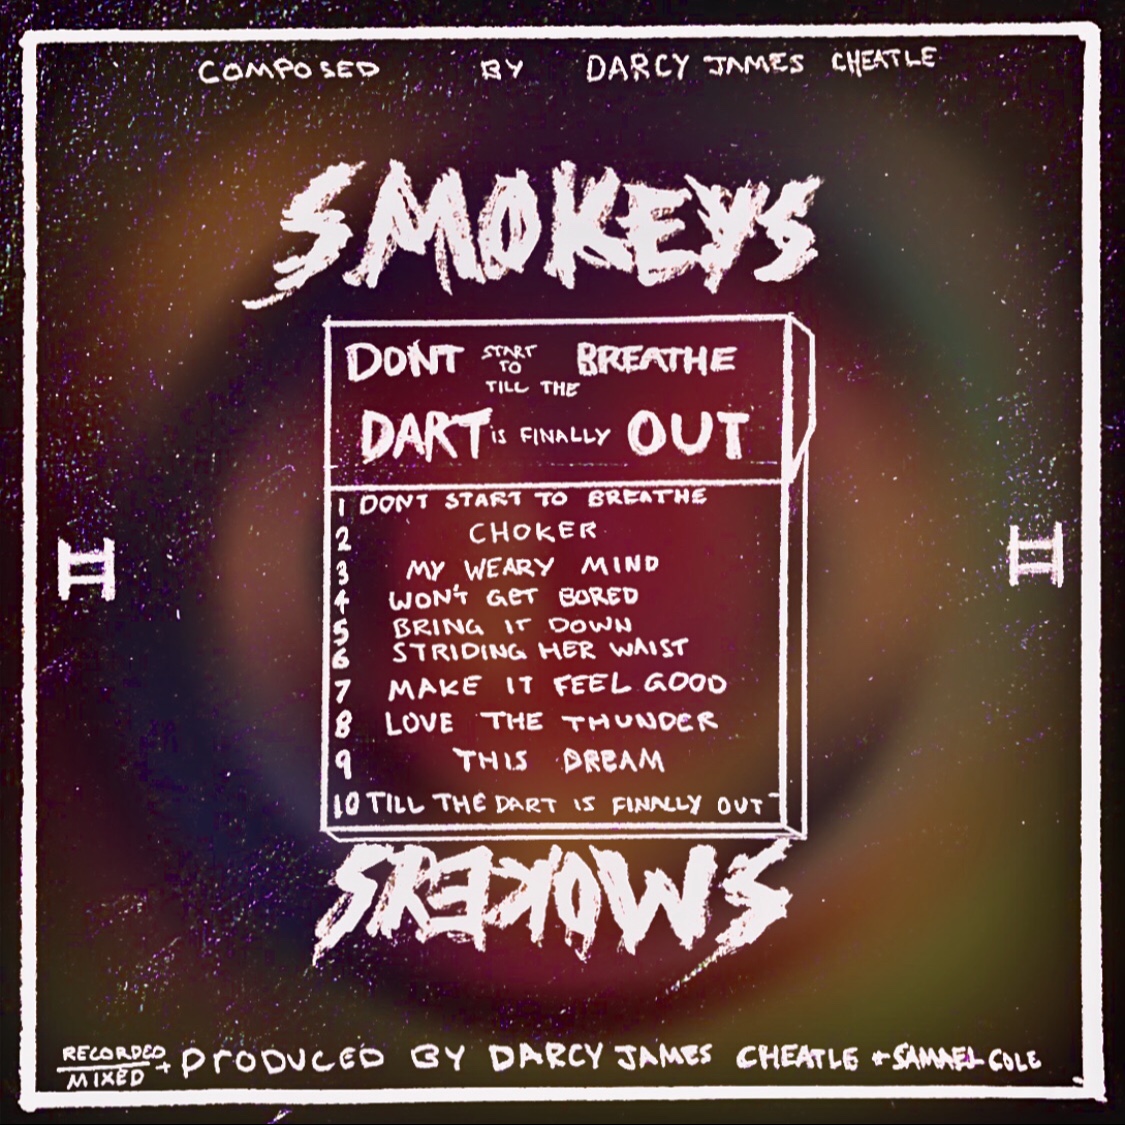 COMPOSED BY DARCY JAMES CHEATLE
SMOKEYS
DONT START TO BREATHE
TILL THE
DART IS FINALLY OUT
1 DONT START TO BREATHE
2 CHOKER
3 MY WEARY MIND
4 WON'T GET BORED
5 BRING IT DOWN
6 STRIDING HER WAIST
7 MAKE IT FEEL GOOD
8 LOVE THE THUNDER
9 THIS DREAM
10 TILL THE DART IS FINALLY OUT
SMOKERS
RECORDED
MIXED + PRODUCED BY DARCY JAMES CHEATLE + SAMAEL COLE